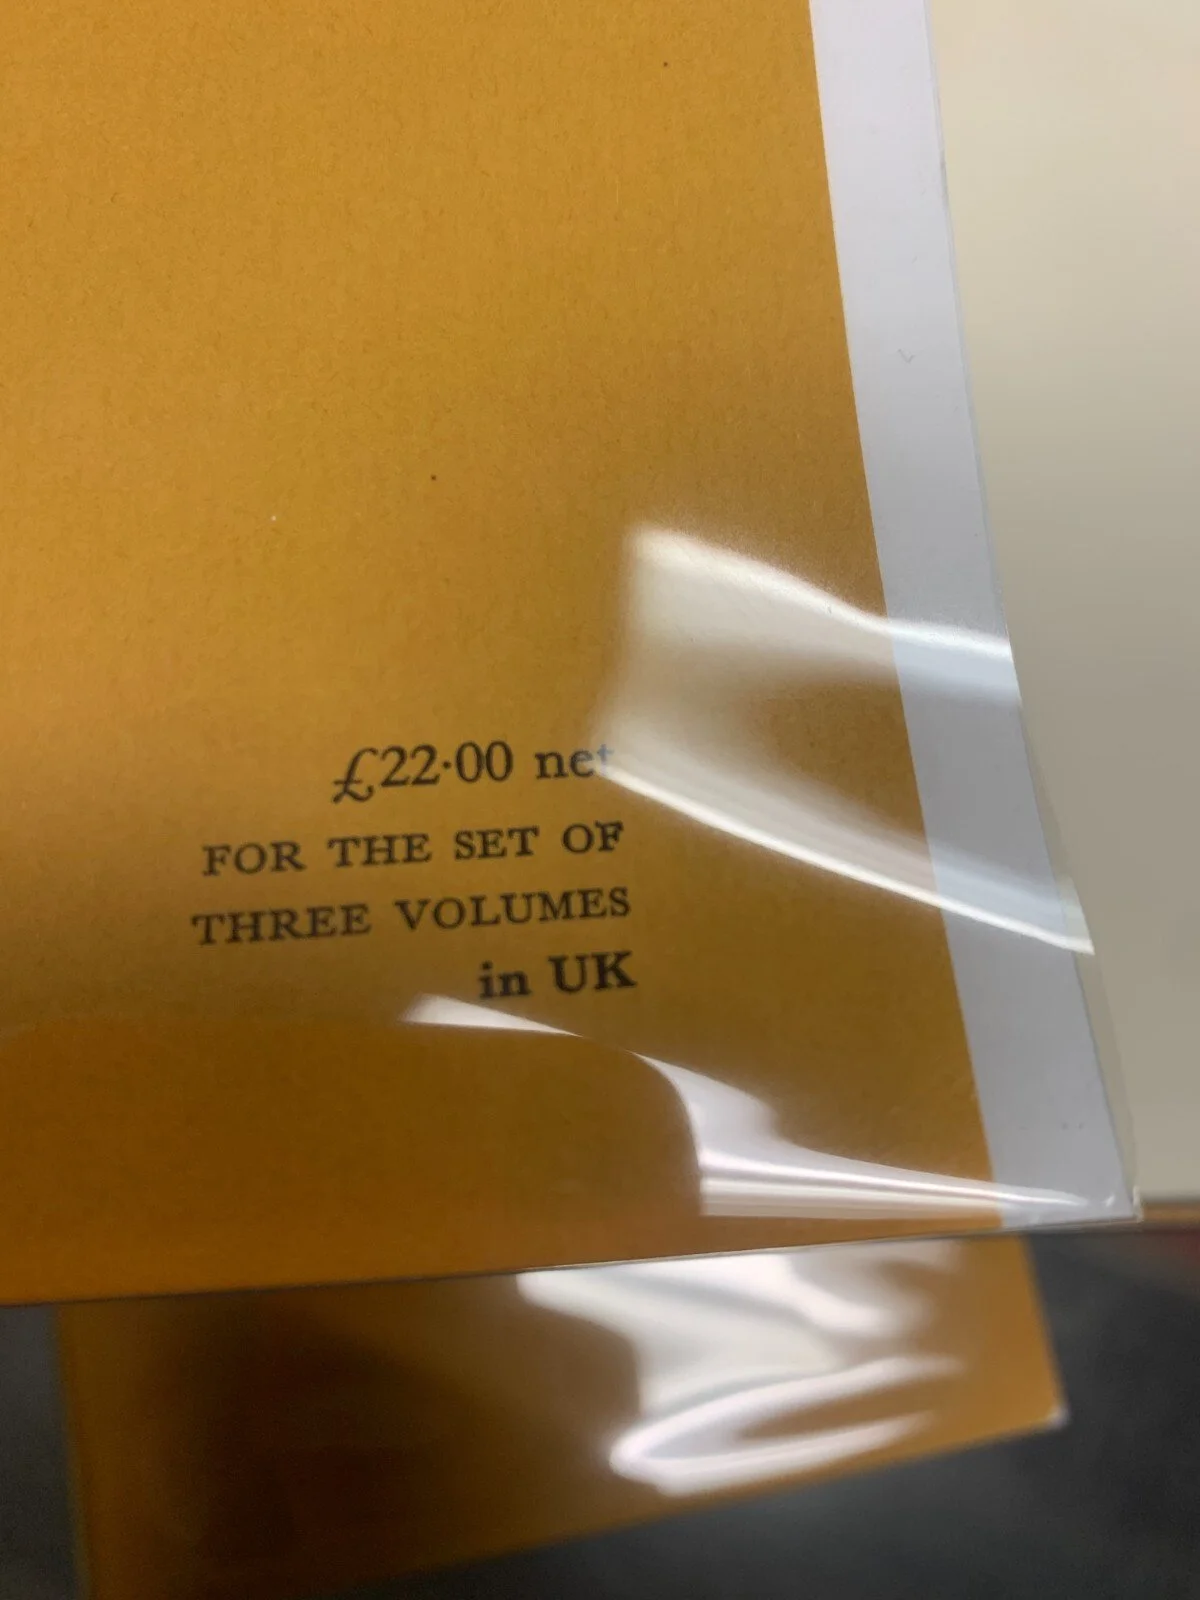 £22·00 net
FOR THE SET OF
THREE VOLUMES
in UK